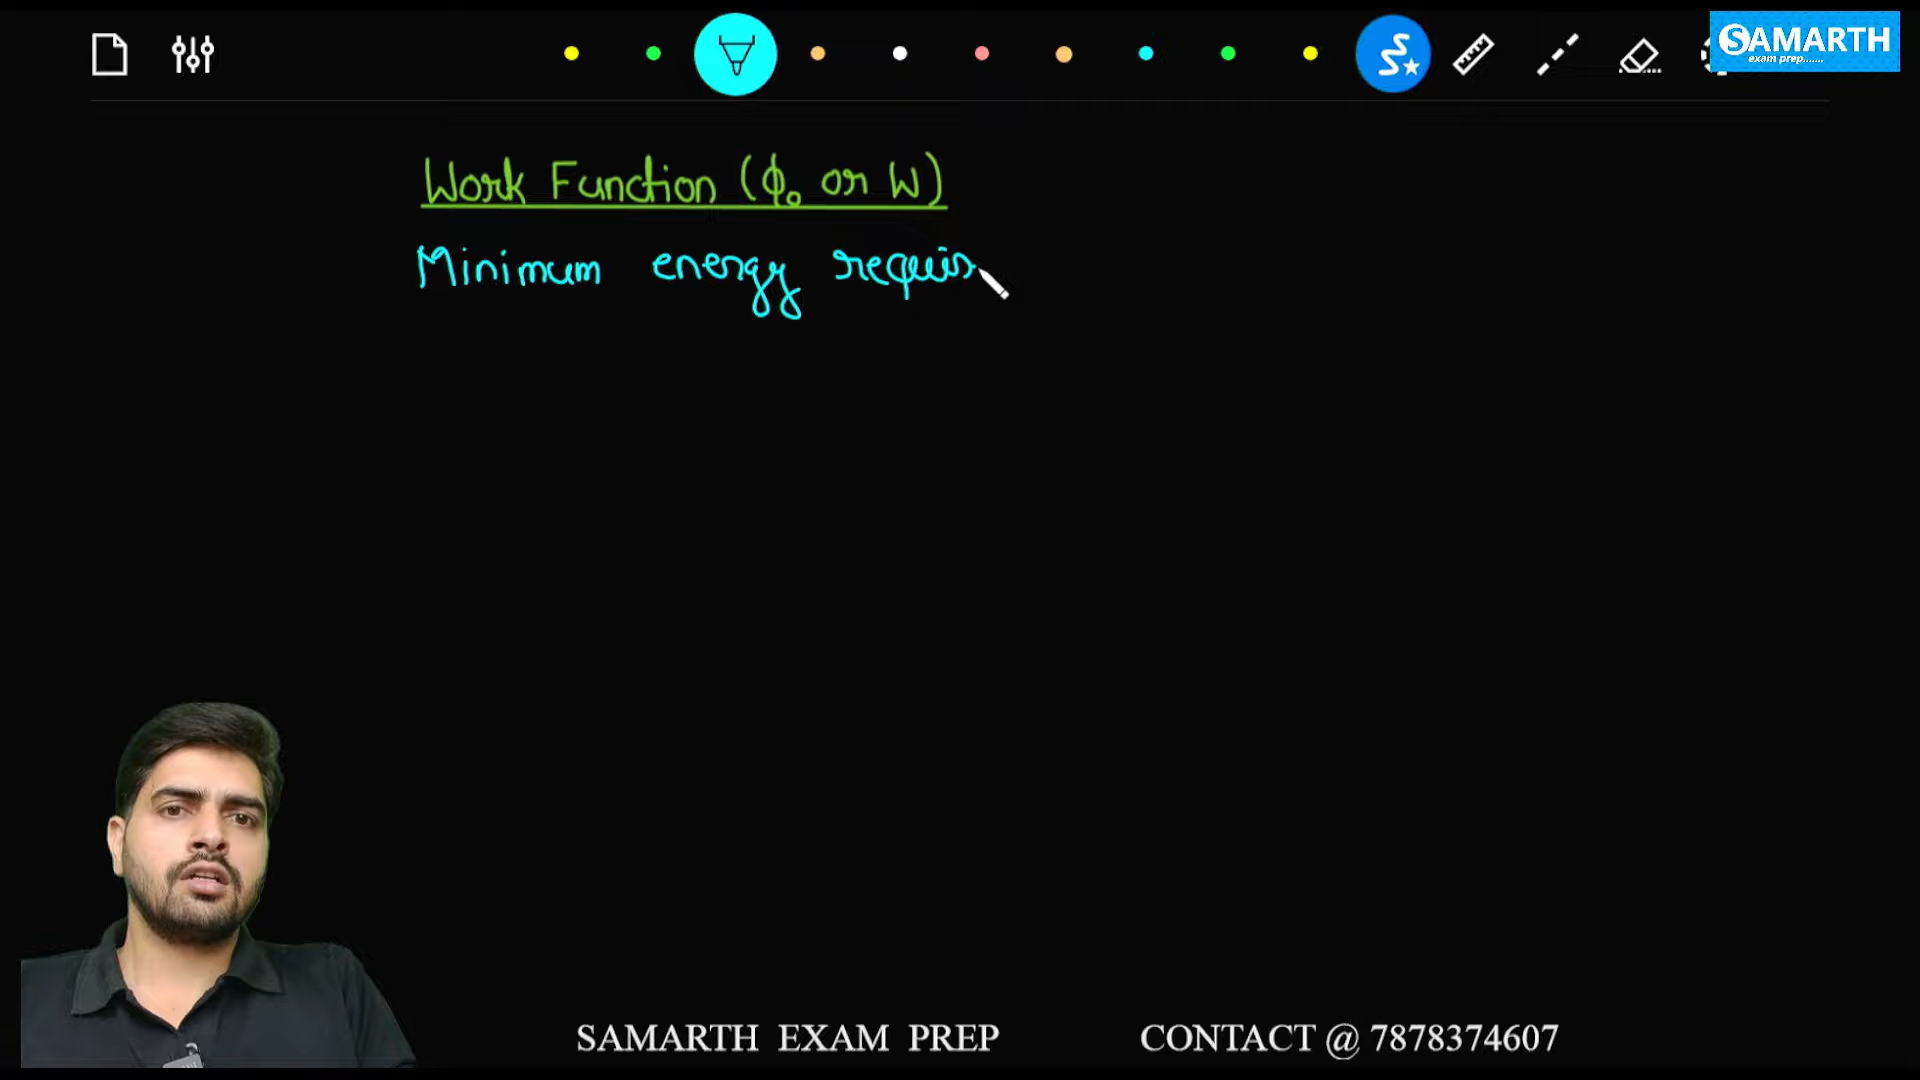 SAMARTH
exam prep.......
Work Function (ϕ₀ or W)
Minimum energy requir
SAMARTH EXAM PREP CONTACT @ 7878374607